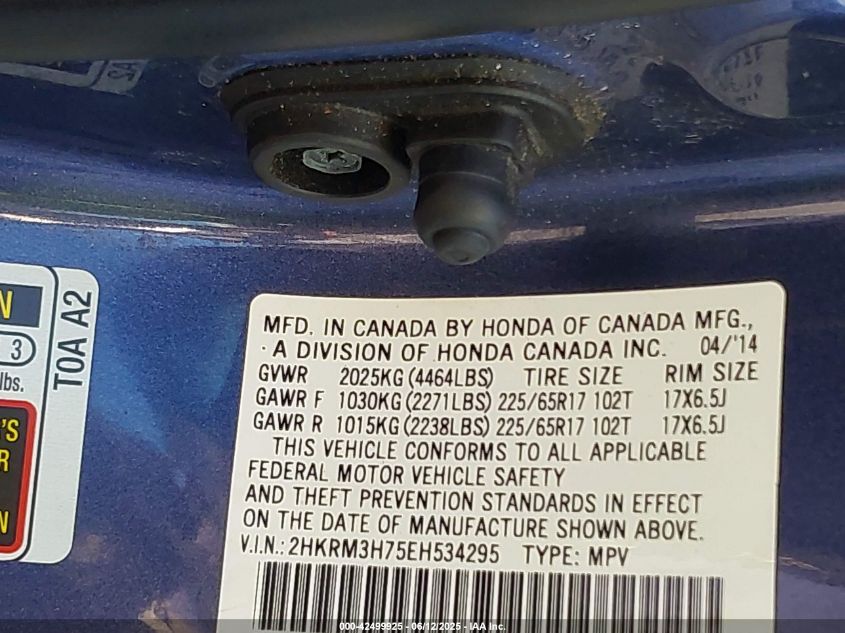 N
3
lbs.
'S
R
N
T0A A2
SA
MFD. IN CANADA BY HONDA OF CANADA MFG.,
A DIVISION OF HONDA CANADA INC. 04/'14
GVWR 2025KG (4464LBS) TIRE SIZE RIM SIZE
GAWR F 1030KG (2271LBS) 225/65R17 102T 17X6.5J
GAWR R 1015KG (2238LBS) 225/65R17 102T 17X6.5J
THIS VEHICLE CONFORMS TO ALL APPLICABLE
FEDERAL MOTOR VEHICLE SAFETY
AND THEFT PREVENTION STANDARDS IN EFFECT
ON THE DATE OF MANUFACTURE SHOWN ABOVE.
V.I.N.: 2HKRM3H75EH534295 TYPE: MPV
000-42499925 - 06/12/2025 - IAA Inc.